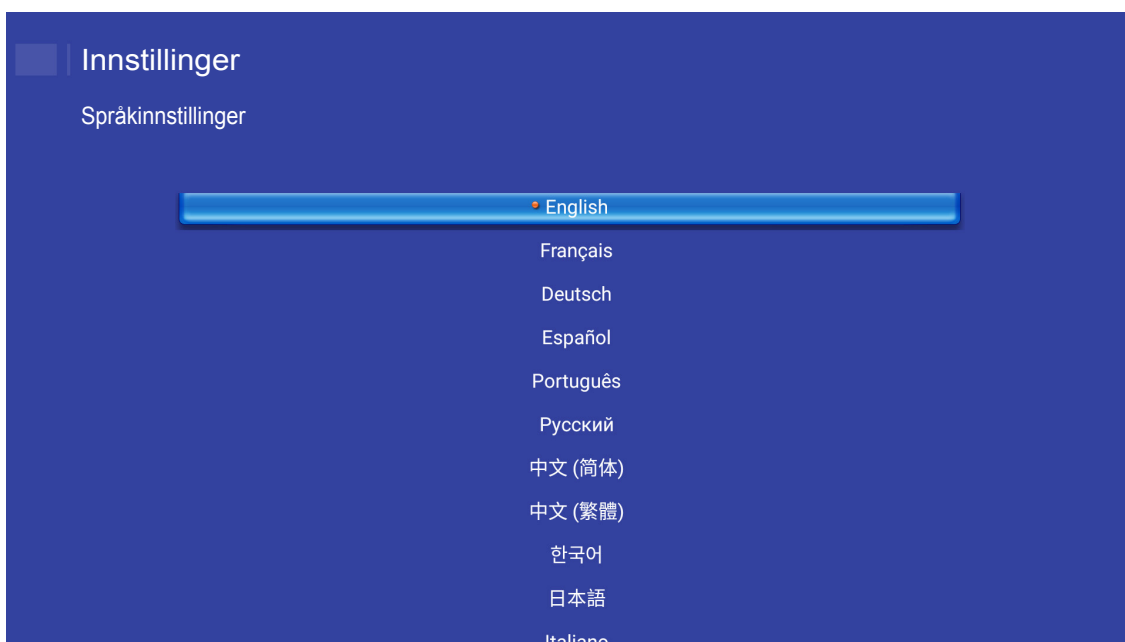 Innstillinger
Språkinnstillinger
English
Français
Deutsch
Español
Português
Русский
中文 (简体)
中文 (繁體)
한국어
日本語
Italiano